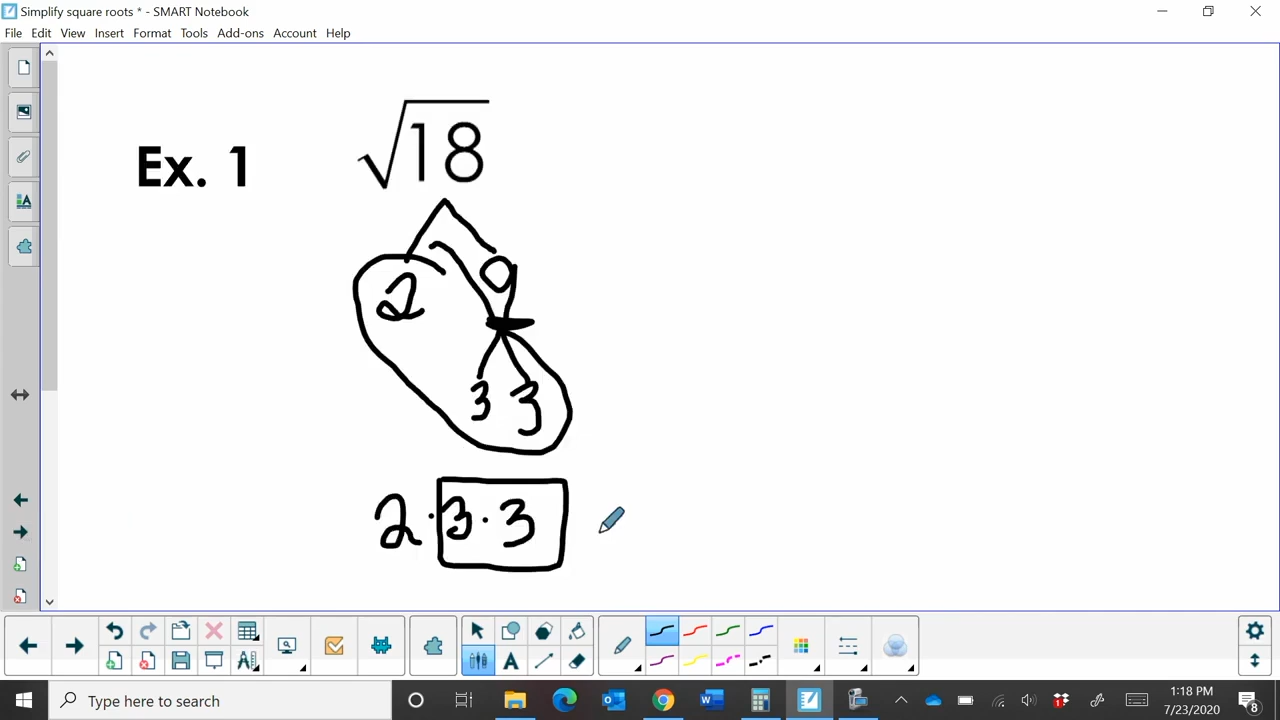 Simplify square roots * - SMART Notebook
File Edit View Insert Format Tools Add-ons Account Help
Ex. 1 √18
2 9
3 3
2 · 3 · 3
Type here to search
1:18 PM
7/23/2020